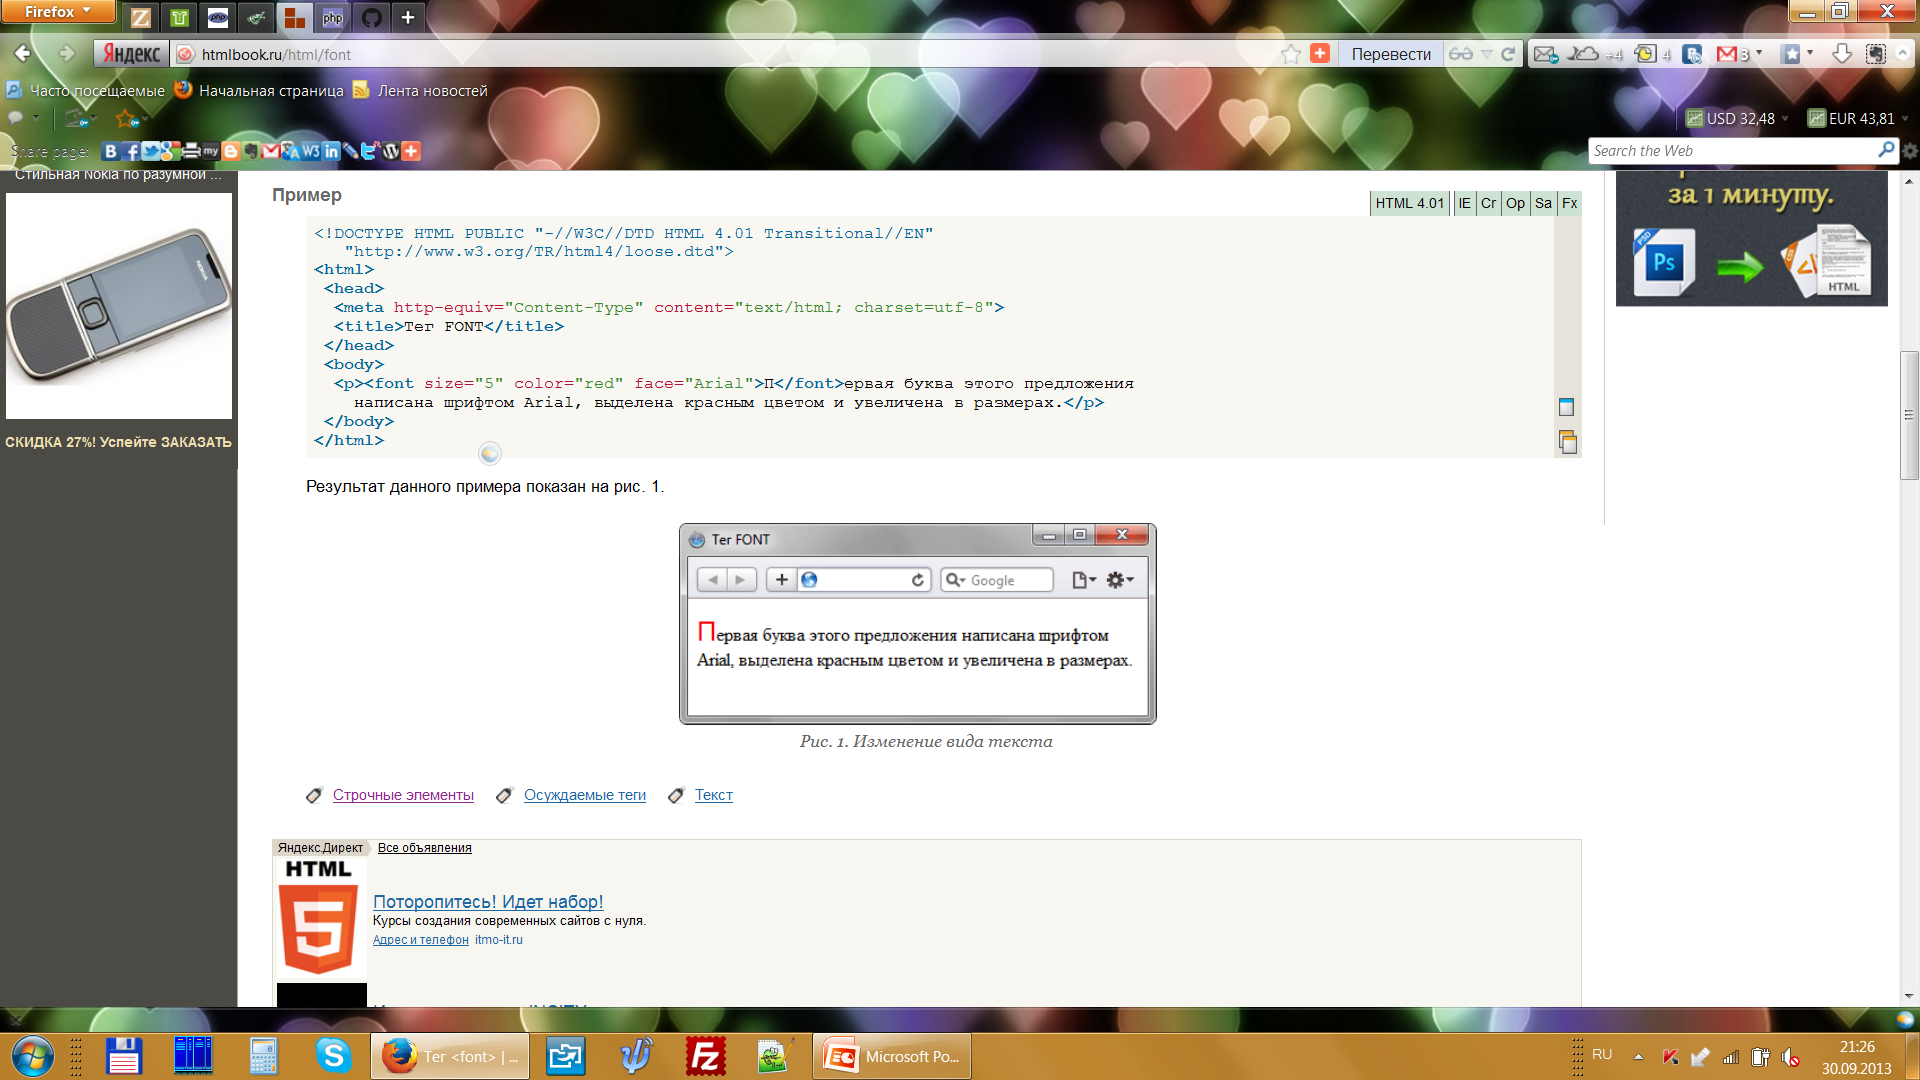 Firefox
Яндекс
htmlbook.ru/html/font
Перевести
+4
4
3
Часто посещаемые
Начальная страница
Лента новостей
USD 32,48
EUR 43,81
Share page:
Search the Web
Стильная Nokia по разумной ...
СКИДКА 27%! Успейте ЗАКАЗАТЬ
Пример
HTML 4.01 IE Cr Op Sa Fx
<!DOCTYPE HTML PUBLIC "-//W3C//DTD HTML 4.01 Transitional//EN"
"http://www.w3.org/TR/html4/loose.dtd">
<html>
<head>
<meta http-equiv="Content-Type" content="text/html; charset=utf-8">
<title>Тег FONT</title>
</head>
<body>
<p><font size="5" color="red" face="Arial">П</font>ервая буква этого предложения
написана шрифтом Arial, выделена красным цветом и увеличена в размерах.</p>
</body>
</html>
Результат данного примера показан на рис. 1.
Тег FONT
Google
Первая буква этого предложения написана шрифтом
Arial, выделена красным цветом и увеличена в размерах.
Рис. 1. Изменение вида текста
Строчные элементы
Осуждаемые теги
Текст
за 1 минуту.
PSD
Ps
HTML
Яндекс.Директ
Все объявления
HTML
5
Поторопитесь! Идет набор!
Курсы создания современных сайтов с нуля.
Адрес и телефон itmo-it.ru
Тег <font> | ...
Microsoft Po...
RU
21:26
30.09.2013